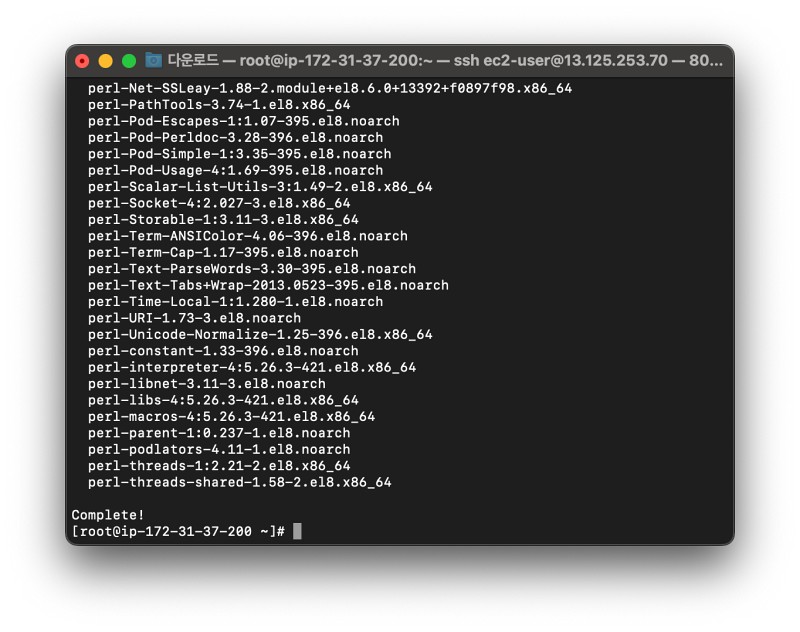 다운로드 — root@ip-172-31-37-200:~ — ssh ec2-user@13.125.253.70 — 80...
perl-Net-SSLeay-1.88-2.module+el8.6.0+13392+f0897f98.x86_64
perl-PathTools-3.74-1.el8.x86_64
perl-Pod-Escapes-1:1.07-395.el8.noarch
perl-Pod-Perldoc-3.28-396.el8.noarch
perl-Pod-Simple-1:3.35-395.el8.noarch
perl-Pod-Usage-4:1.69-395.el8.noarch
perl-Scalar-List-Utils-3:1.49-2.el8.x86_64
perl-Socket-4:2.027-3.el8.x86_64
perl-Storable-1:3.11-3.el8.x86_64
perl-Term-ANSIColor-4.06-396.el8.noarch
perl-Term-Cap-1.17-395.el8.noarch
perl-Text-ParseWords-3.30-395.el8.noarch
perl-Text-Tabs+Wrap-2013.0523-395.el8.noarch
perl-Time-Local-1:1.280-1.el8.noarch
perl-URI-1.73-3.el8.noarch
perl-Unicode-Normalize-1.25-396.el8.x86_64
perl-constant-1.33-396.el8.noarch
perl-interpreter-4:5.26.3-421.el8.x86_64
perl-libnet-3.11-3.el8.noarch
perl-libs-4:5.26.3-421.el8.x86_64
perl-macros-4:5.26.3-421.el8.x86_64
perl-parent-1:0.237-1.el8.noarch
perl-podlators-4.11-1.el8.noarch
perl-threads-1:2.21-2.el8.x86_64
perl-threads-shared-1.58-2.el8.x86_64
Complete!
[root@ip-172-31-37-200 ~]#